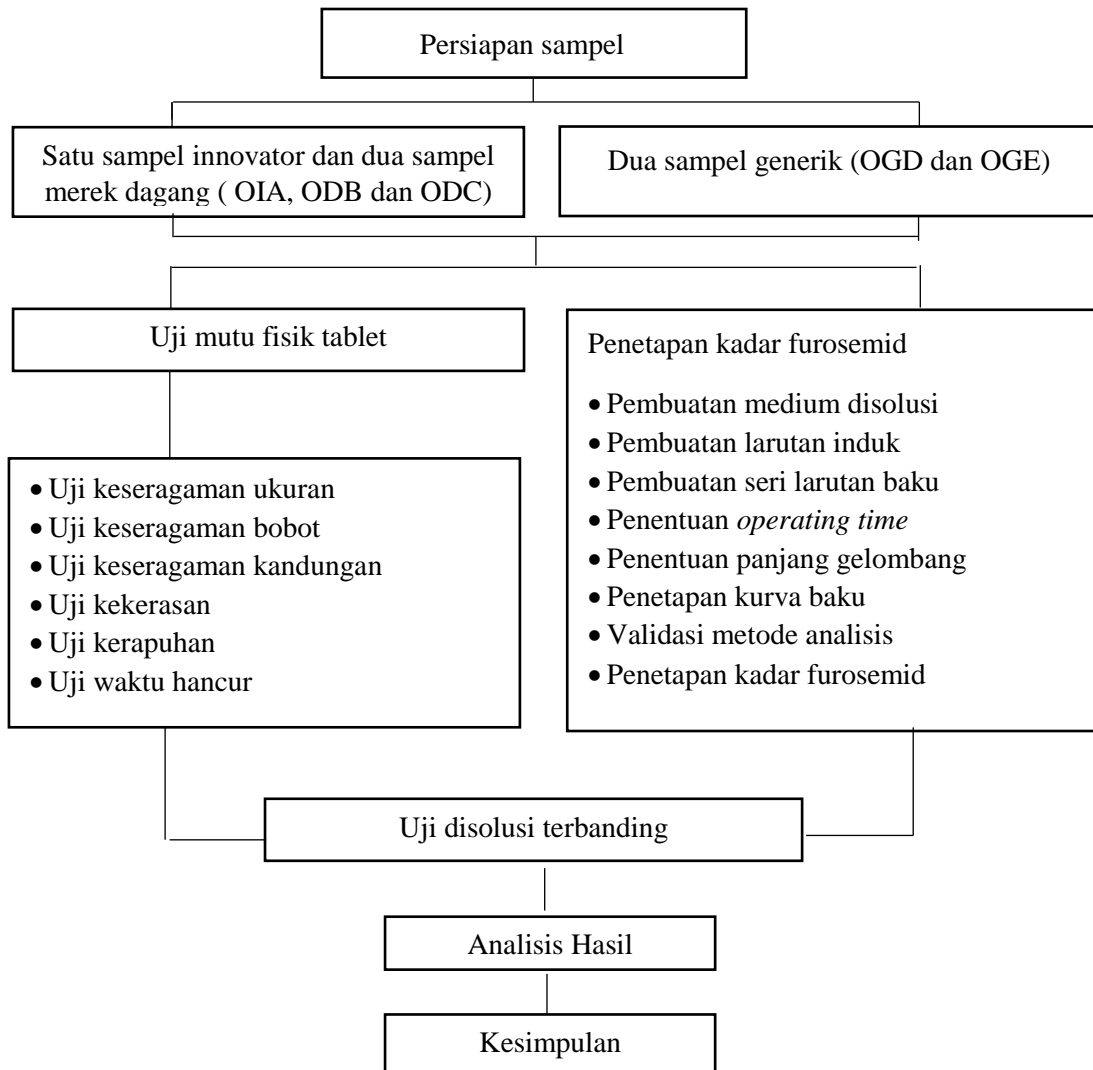 Persiapan sampel
Satu sampel innovator dan dua sampel
merek dagang ( OIA, ODB dan ODC)
Dua sampel generik (OGD dan OGE)
Uji mutu fisik tablet
• Uji keseragaman ukuran
• Uji keseragaman bobot
• Uji keseragaman kandungan
• Uji kekerasan
• Uji kerapuhan
• Uji waktu hancur
Penetapan kadar furosemid
• Pembuatan medium disolusi
• Pembuatan larutan induk
• Pembuatan seri larutan baku
• Penentuan operating time
• Penentuan panjang gelombang
• Penetapan kurva baku
• Validasi metode analisis
• Penetapan kadar furosemid
Uji disolusi terbanding
Analisis Hasil
Kesimpulan